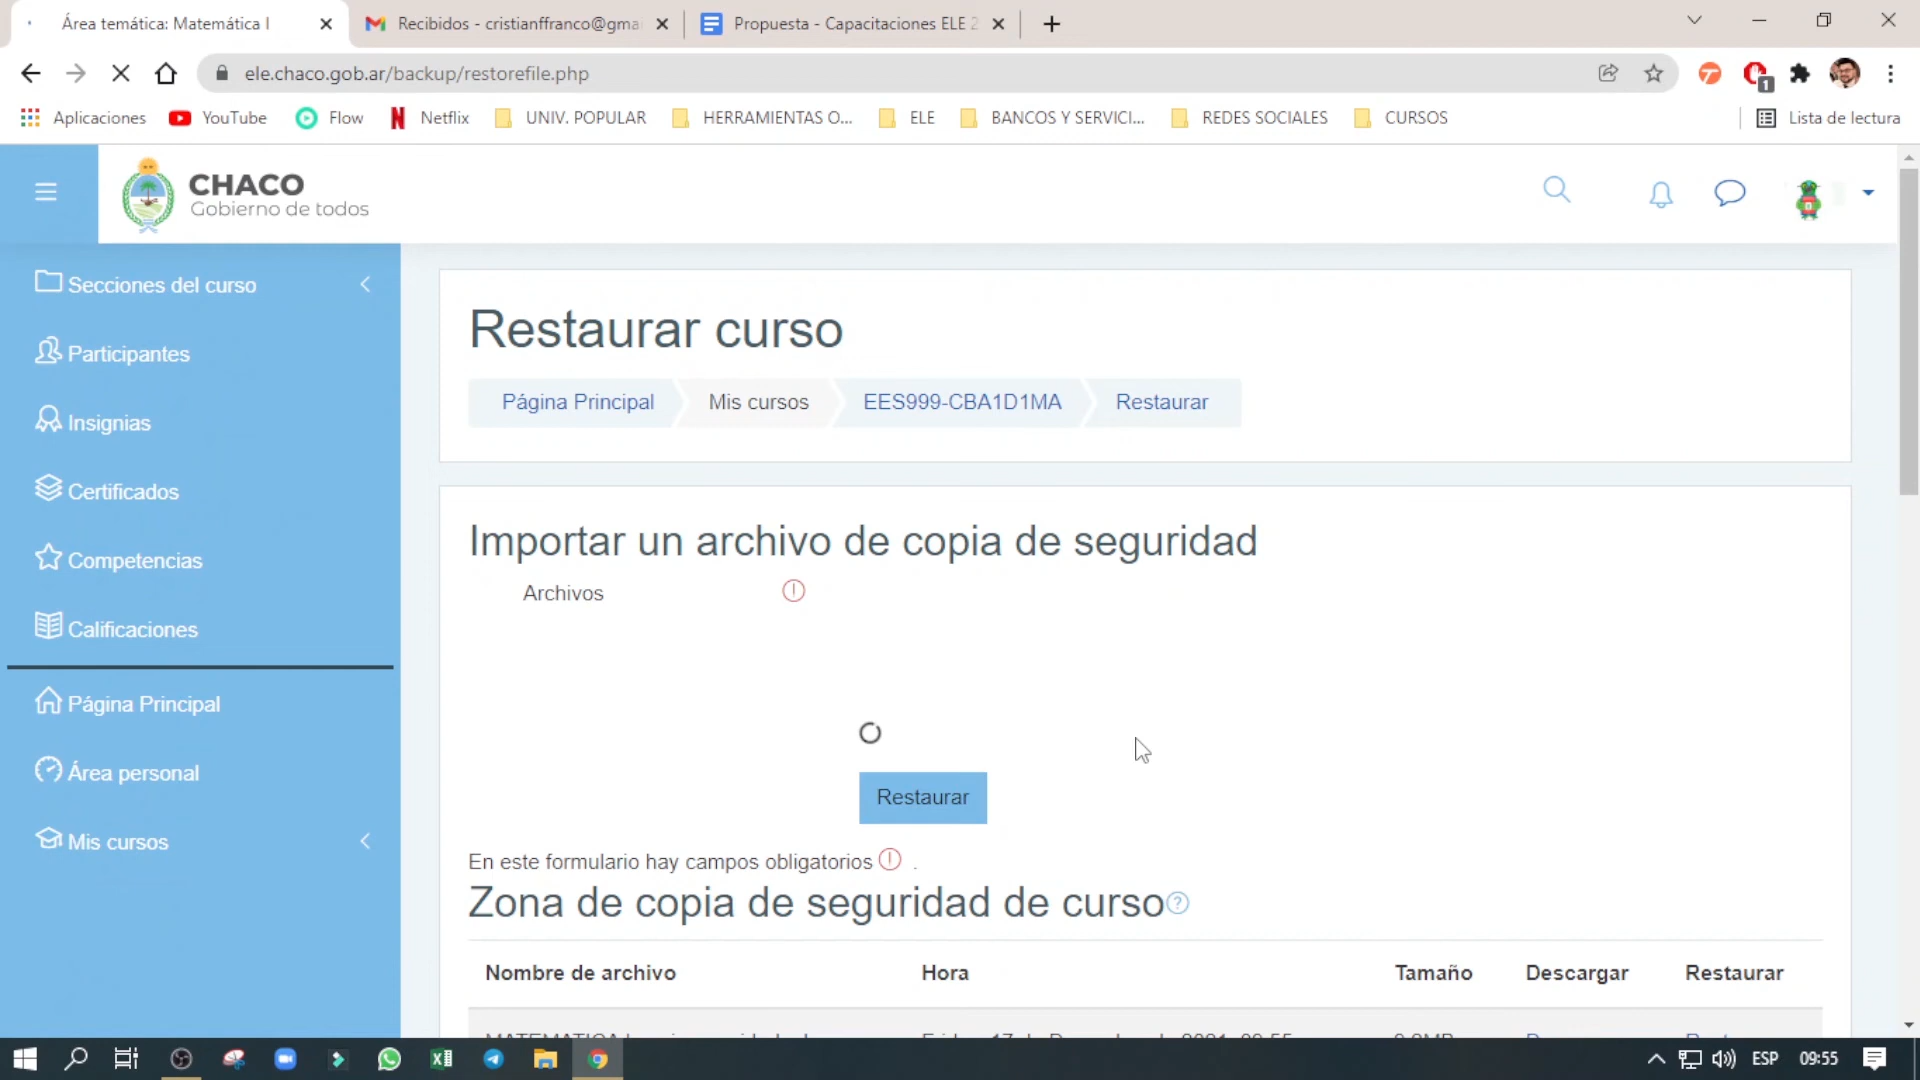 Área temática: Matemática I
Recibidos - cristianffranco@gma
Propuesta - Capacitaciones ELE 2
ele.chaco.gob.ar/backup/restorefile.php
1
Aplicaciones
YouTube
Flow
Netflix
UNIV. POPULAR
HERRAMIENTAS O...
ELE
BANCOS Y SERVICI...
REDES SOCIALES
CURSOS
Lista de lectura
CHACO
Gobierno de todos
Secciones del curso
Participantes
Insignias
Certificados
Competencias
Calificaciones
Página Principal
Área personal
Mis cursos
Restaurar curso
Página Principal
Mis cursos
EES999-CBA1D1MA
Restaurar
Importar un archivo de copia de seguridad
Archivos
Restaurar
En este formulario hay campos obligatorios .
Zona de copia de seguridad de curso
Nombre de archivo Hora Tamaño Descargar Restaurar
ESP 09:55